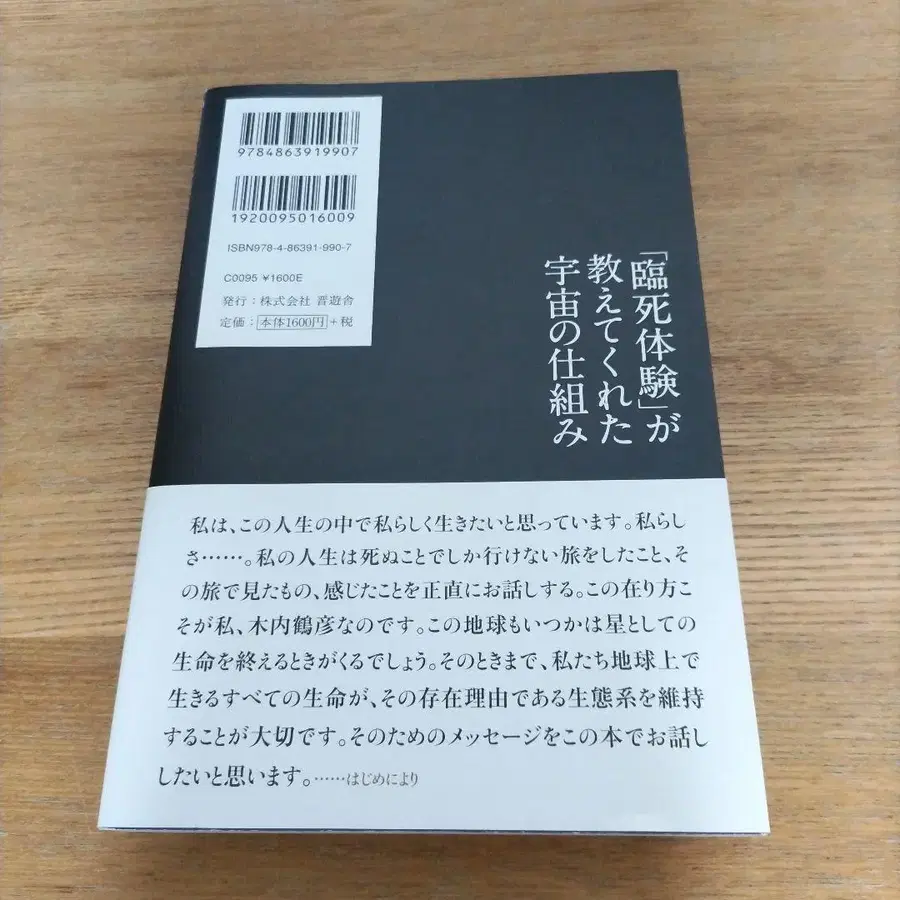 9784863919907
1920095016009
ISBN978-4-86391-990-7
C0095 ¥1600E
発行：株式会社 晋遊舎
定価：本体1600円+税
「臨死体験」が
教えてくれた
宇宙の仕組み
私は、この人生の中で私らしく生きたいと思っています。私らし
さ……。私の人生は死ぬことでしか行けない旅をしたこと、そ
の旅で見たもの、感じたことを正直にお話しする。この在り方こ
そが私、木内鶴彦なのです。この地球もいつかは星としての
生命を終えるときがくるでしょう。そのときまで、私たち地球上で
生きるすべての生命が、その存在理由である生態系を維持
することが大切です。そのためのメッセージをこの本でお話し
したいと思います。……はじめにより